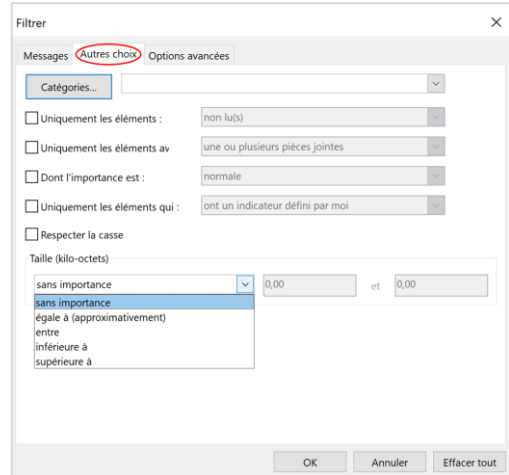 Filtrer
Messages Autres choix Options avancées
Catégories...
Uniquement les éléments : non lu(s)
Uniquement les éléments av une ou plusieurs pièces jointes
Dont l'importance est : normale
Uniquement les éléments qui : ont un indicateur défini par moi
Respecter la casse
Taille (kilo-octets)
sans importance 0,00 et 0,00
sans importance
égale à (approximativement)
entre
inférieure à
supérieure à
OK Annuler Effacer tout